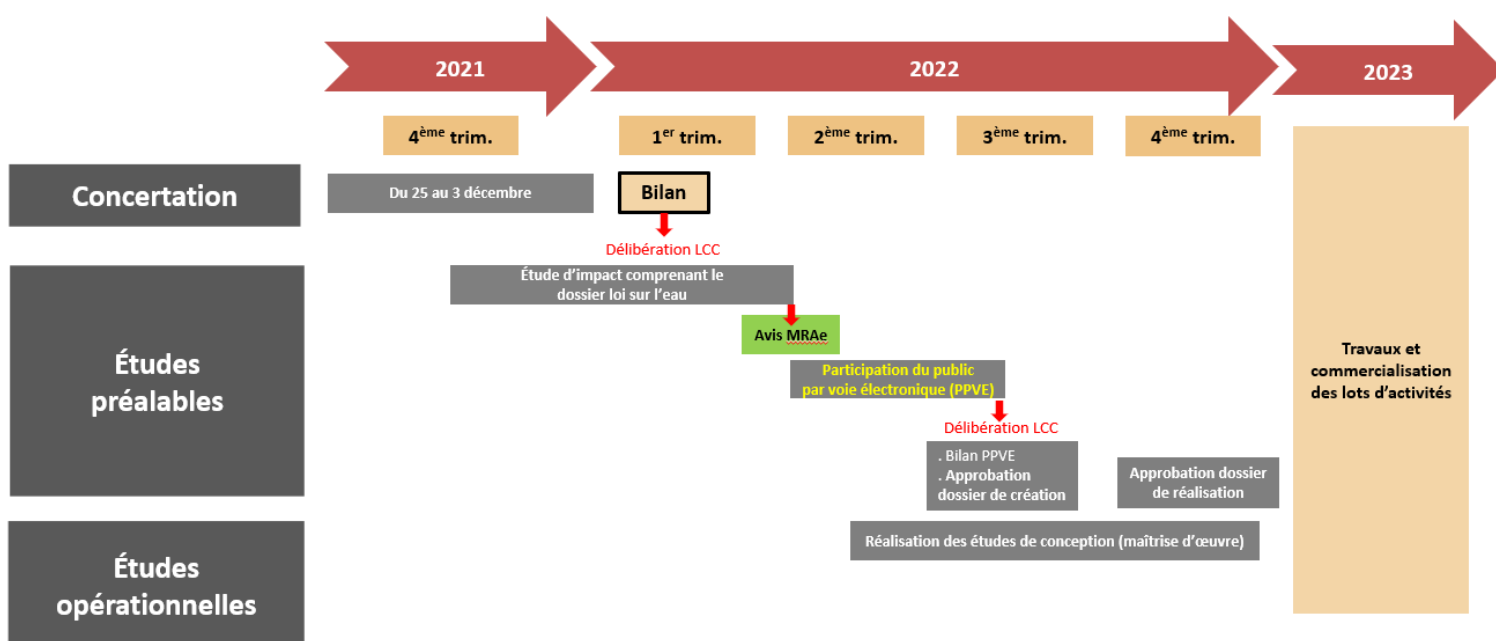 2021
2022
2023
4ème trim.
1er trim.
2ème trim.
3ème trim.
4ème trim.
Concertation
Du 25 au 3 décembre
Bilan
Délibération LCC
Études
préalables
Étude d’impact comprenant le
dossier loi sur l’eau
Avis MRAe
Participation du public
par voie électronique (PPVE)
Délibération LCC
. Bilan PPVE
. Approbation
dossier de création
Approbation dossier
de réalisation
Études
opérationnelles
Réalisation des études de conception (maîtrise d’œuvre)
Travaux et
commercialisation
des lots d’activités